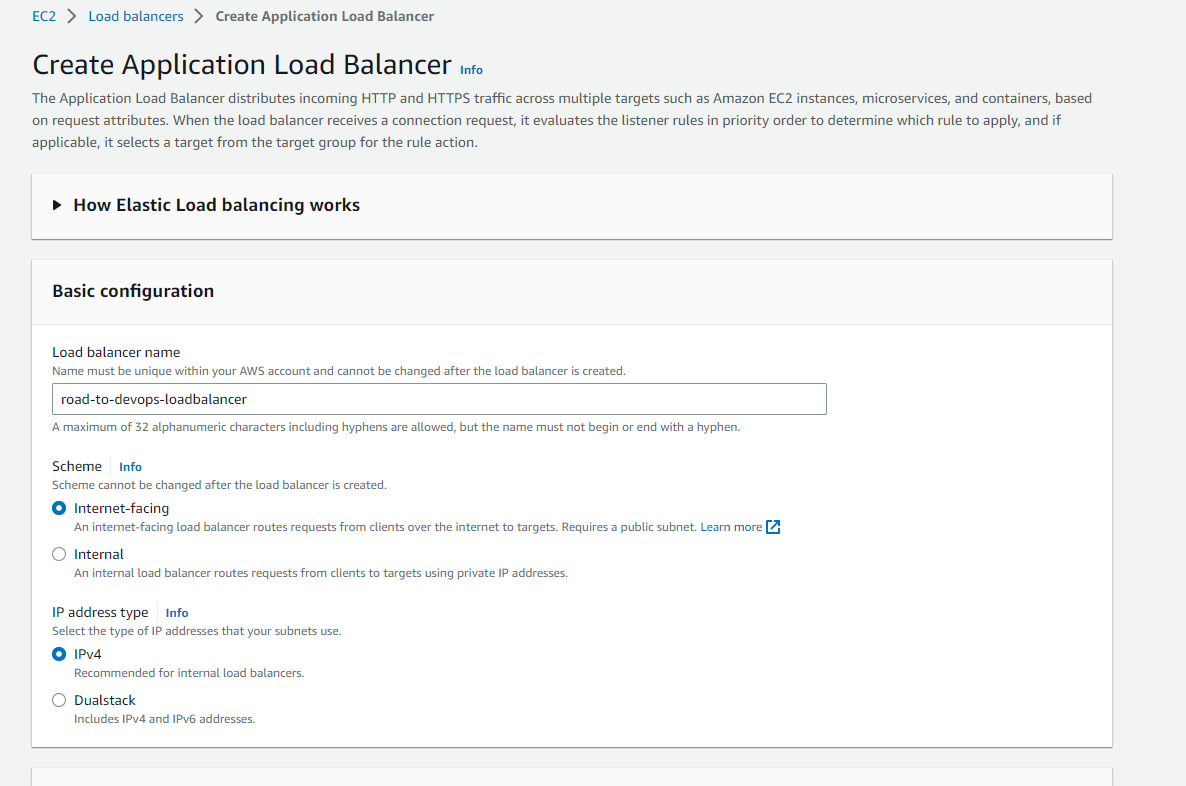 EC2 > Load balancers > Create Application Load Balancer
Create Application Load Balancer Info
The Application Load Balancer distributes incoming HTTP and HTTPS traffic across multiple targets such as Amazon EC2 instances, microservices, and containers, based
on request attributes. When the load balancer receives a connection request, it evaluates the listener rules in priority order to determine which rule to apply, and if
applicable, it selects a target from the target group for the rule action.
How Elastic Load balancing works
Basic configuration
Load balancer name
Name must be unique within your AWS account and cannot be changed after the load balancer is created.
road-to-devops-loadbalancer
A maximum of 32 alphanumeric characters including hyphens are allowed, but the name must not begin or end with a hyphen.
Scheme Info
Scheme cannot be changed after the load balancer is created.
Internet-facing
An internet-facing load balancer routes requests from clients over the internet to targets. Requires a public subnet. Learn more
Internal
An internal load balancer routes requests from clients to targets using private IP addresses.
IP address type Info
Select the type of IP addresses that your subnets use.
IPv4
Recommended for internal load balancers.
Dualstack
Includes IPv4 and IPv6 addresses.